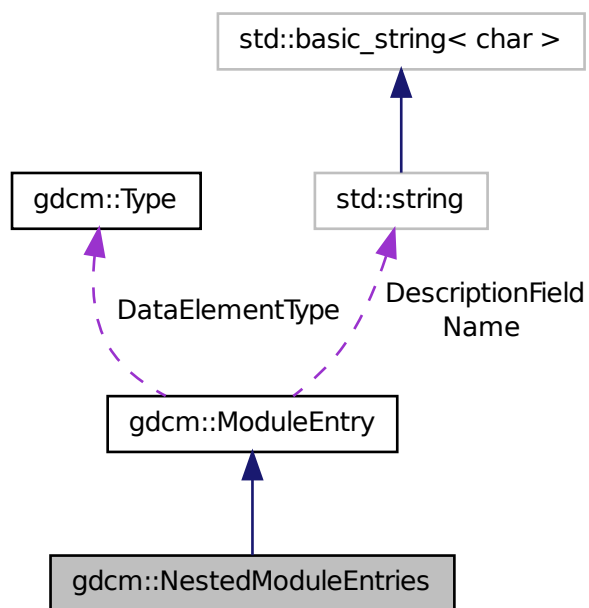 std::basic_string< char >
gdcm::Type
std::string
DataElementType
DescriptionField
Name
gdcm::ModuleEntry
gdcm::NestedModuleEntries